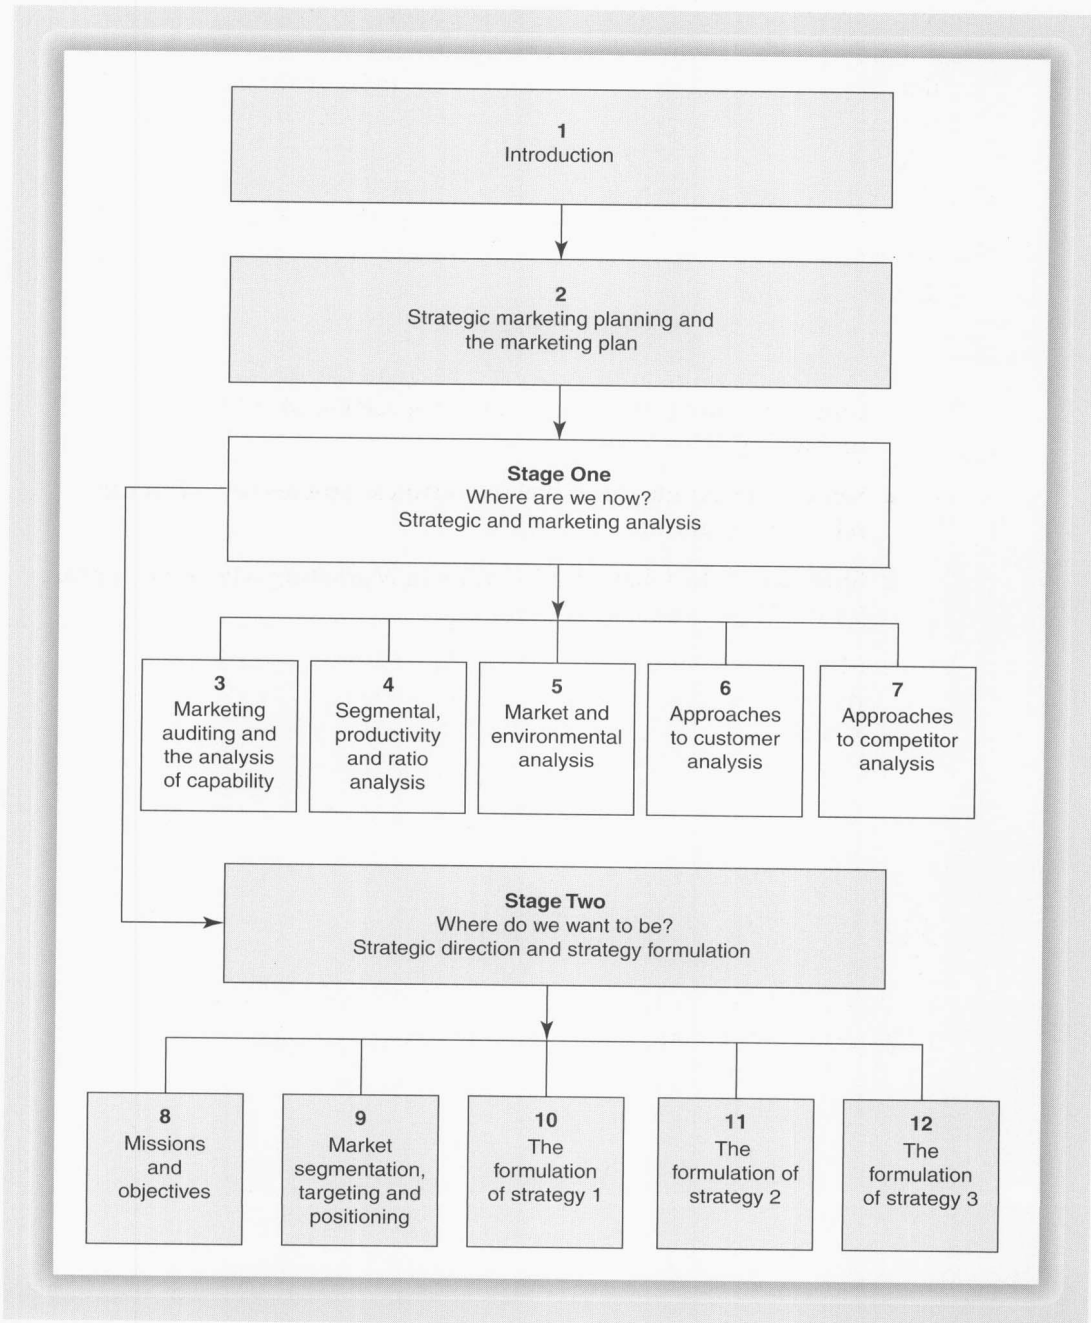 1
Introduction
2
Strategic marketing planning and
the marketing plan
Stage One
Where are we now?
Strategic and marketing analysis
3
Marketing
auditing and
the analysis
of capability
4
Segmental,
productivity
and ratio
analysis
5
Market and
environmental
analysis
6
Approaches
to customer
analysis
7
Approaches
to competitor
analysis
Stage Two
Where do we want to be?
Strategic direction and strategy formulation
8
Missions
and
objectives
9
Market
segmentation,
targeting and
positioning
10
The
formulation
of strategy 1
11
The
formulation of
strategy 2
12
The
formulation
of strategy 3